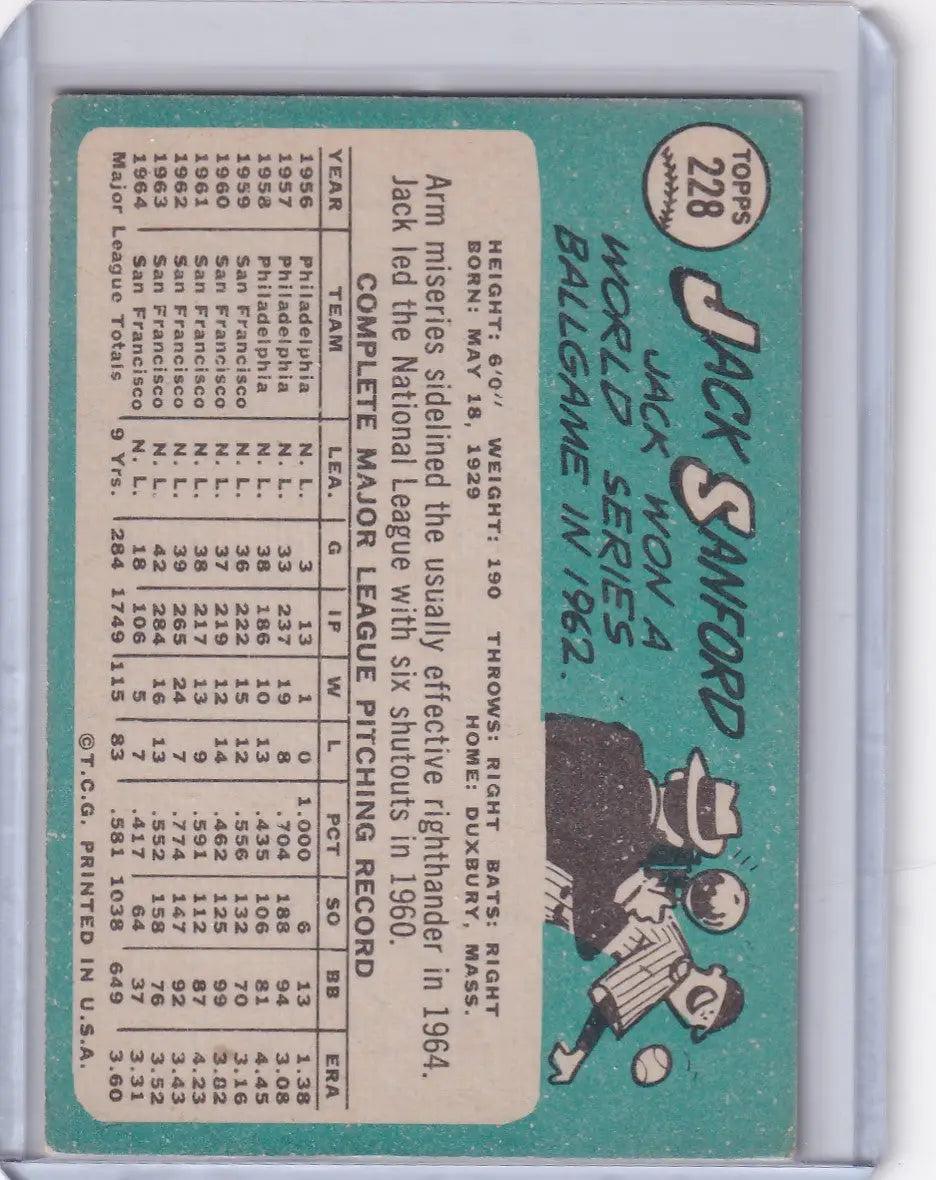 TOPPS
228
JACK SANFORD
JACK WON A
WORLD SERIES
BALLGAME IN 1962.
HEIGHT: 6'0" WEIGHT: 190 THROWS: RIGHT BATS: RIGHT
BORN: MAY 18, 1929 HOME: DUXBURY, MASS.
Arm miseries sidelined the usually effective righthander in 1964.
Jack led the National League with six shutouts in 1960.
COMPLETE MAJOR LEAGUE PITCHING RECORD
YEAR TEAM LEA. G IP W L PCT SO BB ERA
1956 Philadelphia N. L. 3 13 1 0 1.000 6 13 1.38
1957 Philadelphia N. L. 33 237 19 8 .704 188 94 3.08
1958 Philadelphia N. L. 38 186 10 13 .435 106 81 4.45
1959 San Francisco N. L. 36 222 15 12 .556 132 70 3.16
1960 San Francisco N. L. 37 219 12 14 .462 125 99 3.82
1961 San Francisco N. L. 38 217 13 9 .591 112 87 4.23
1962 San Francisco N. L. 39 265 24 7 .774 147 92 3.43
1963 San Francisco N. L. 42 284 16 13 .552 158 76 3.52
1964 San Francisco N. L. 18 106 5 7 .417 64 37 3.31
Major League Totals 9 Yrs. 284 1749 115 83 .581 1038 649 3.60
©T.C.G. PRINTED IN U.S.A.